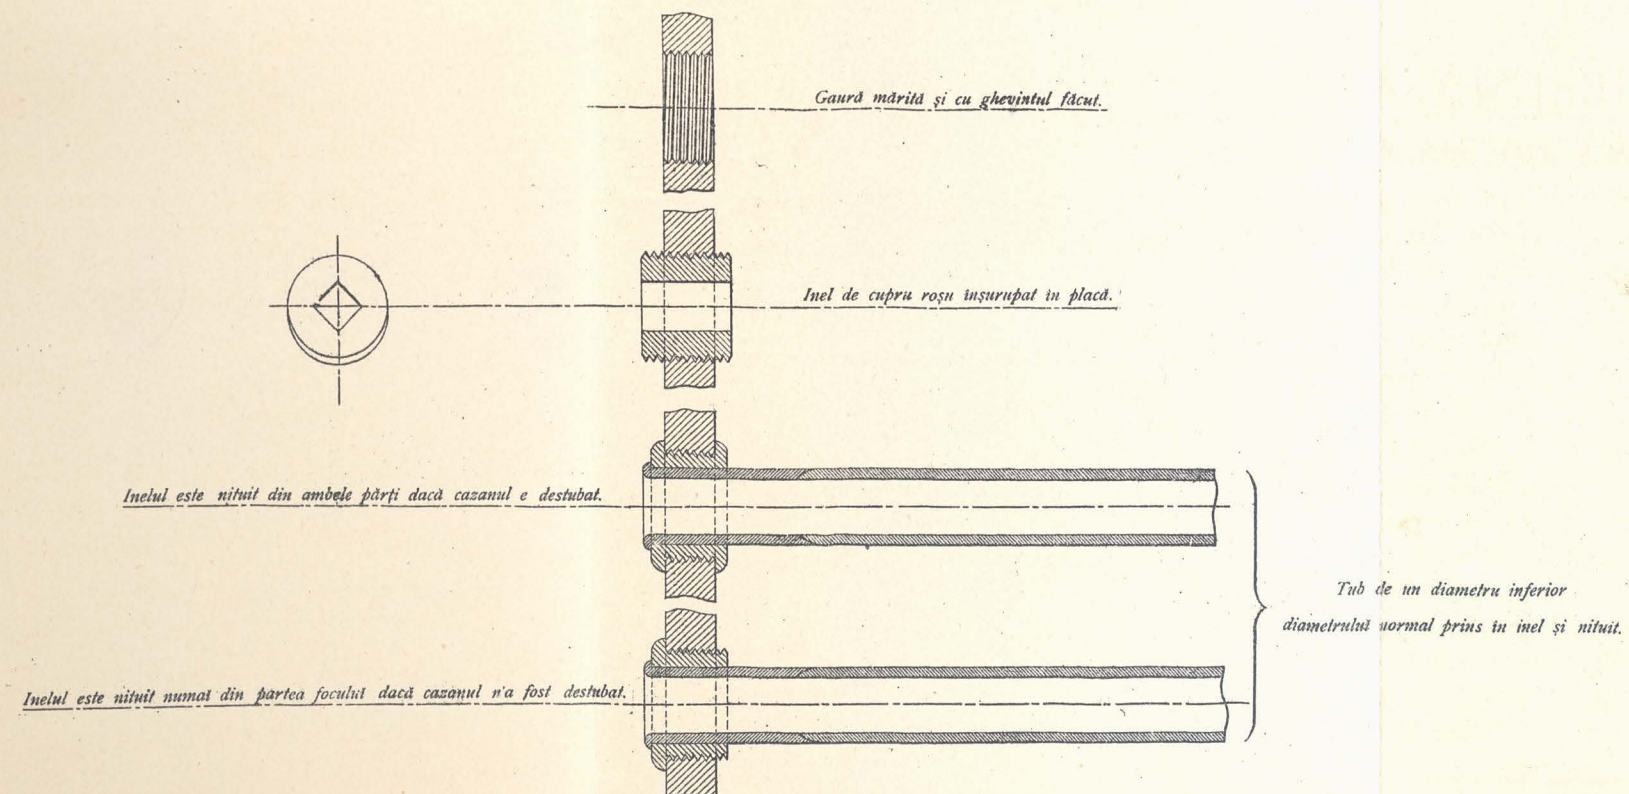 Gaură mărită și cu ghevintul făcut.
Inel de cupru roșu înșurupat în placă.
Inelul este nituit din ambele părți dacă cazanul e destubat.
Tub de un diametru inferior
diametrului normal prins în inel și nituit.
Inelul este nituit numai din partea focului dacă cazanul n'a fost destubat.